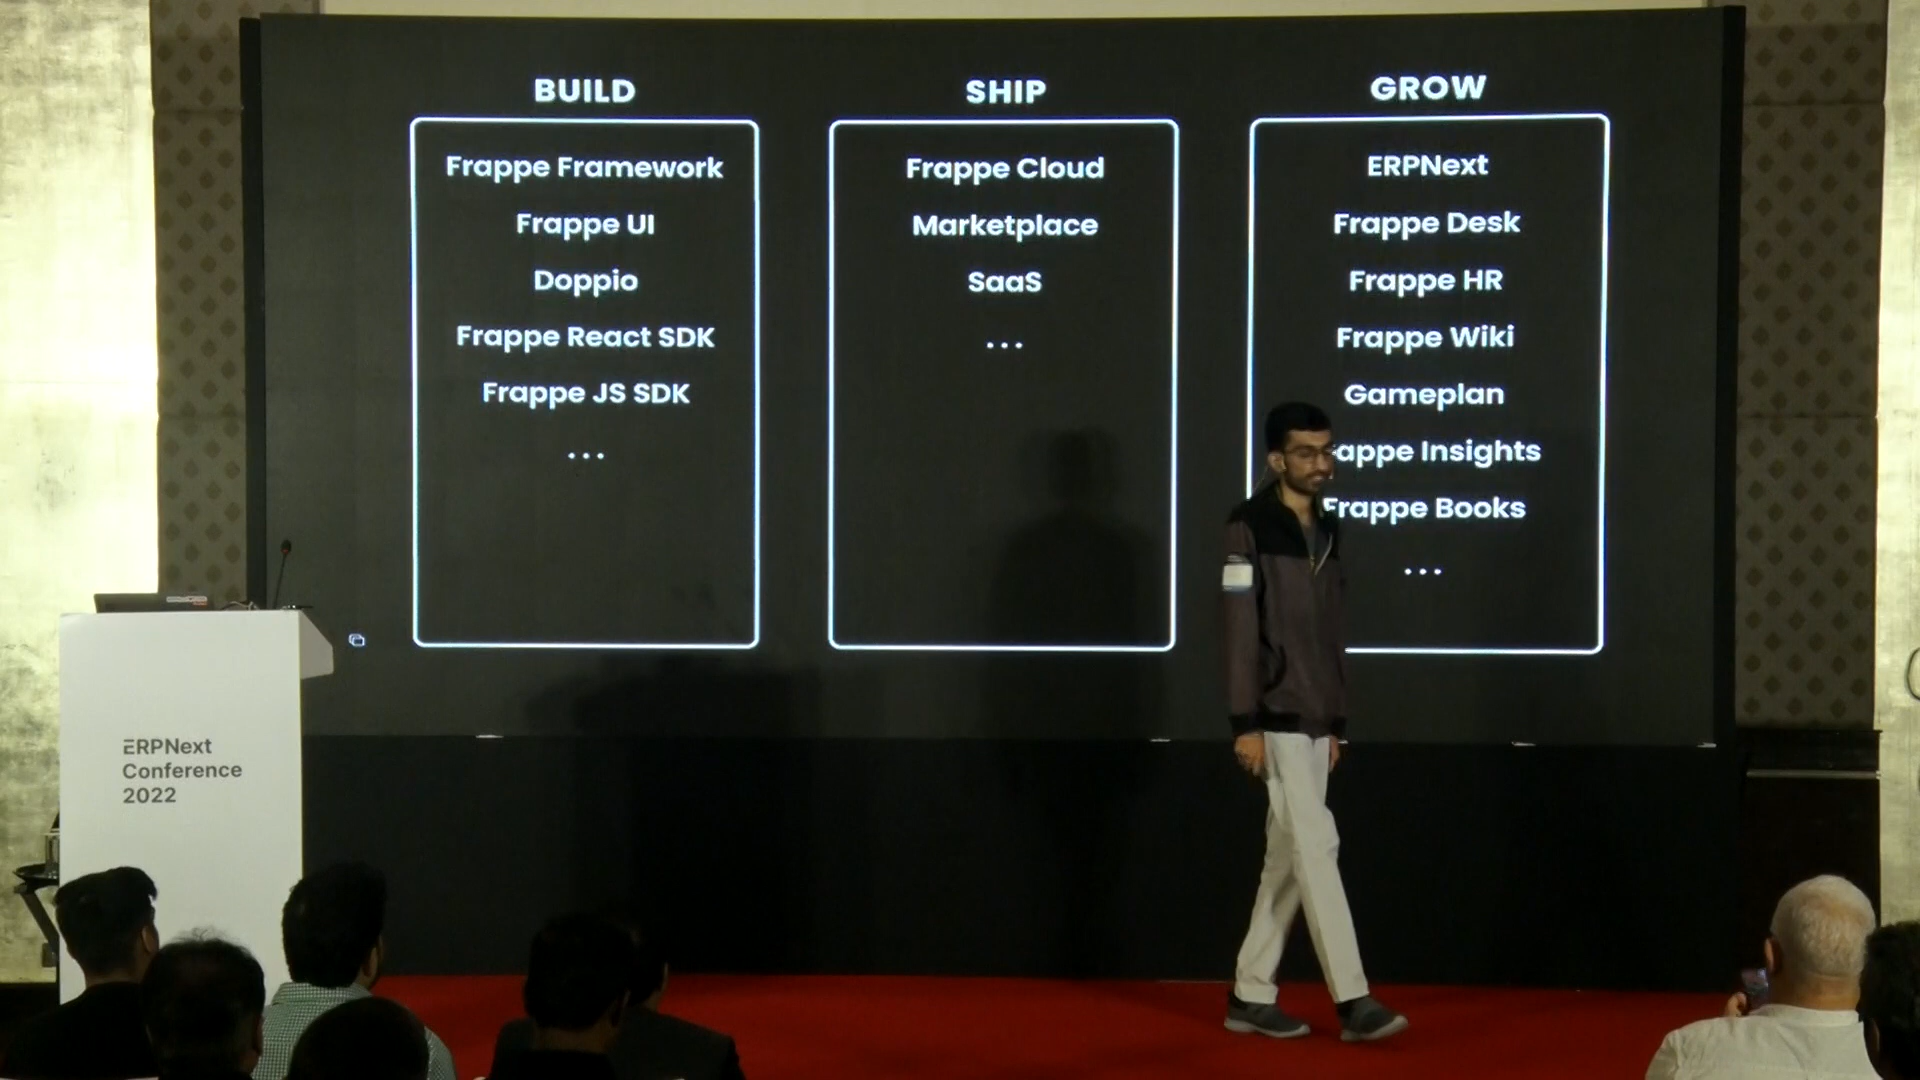 BUILD
Frappe Framework
Frappe UI
Doppio
Frappe React SDK
Frappe JS SDK
...
SHIP
Frappe Cloud
Marketplace
SaaS
...
GROW
ERPNext
Frappe Desk
Frappe HR
Frappe Wiki
Gameplan
appe Insights
Frappe Books
...
ERPNext
Conference
2022